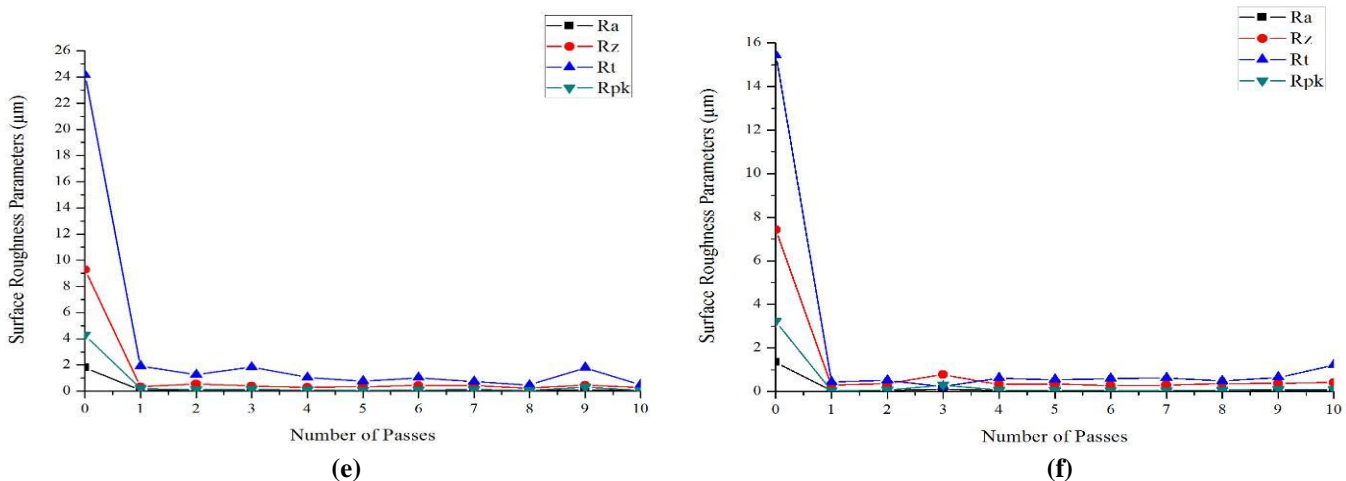 Ra
Rz
Rt
Rpk
26
24
22
20
18
16
14
12
10
8
6
4
2
0
Surface Roughness Parameters (μm)
0 1 2 3 4 5 6 7 8 9 10
Number of Passes
(e)
Ra
Rz
Rt
Rpk
16
14
12
10
8
6
4
2
0
Surface Roughness Parameters (μm)
0 1 2 3 4 5 6 7 8 9 10
Number of Passes
(f)